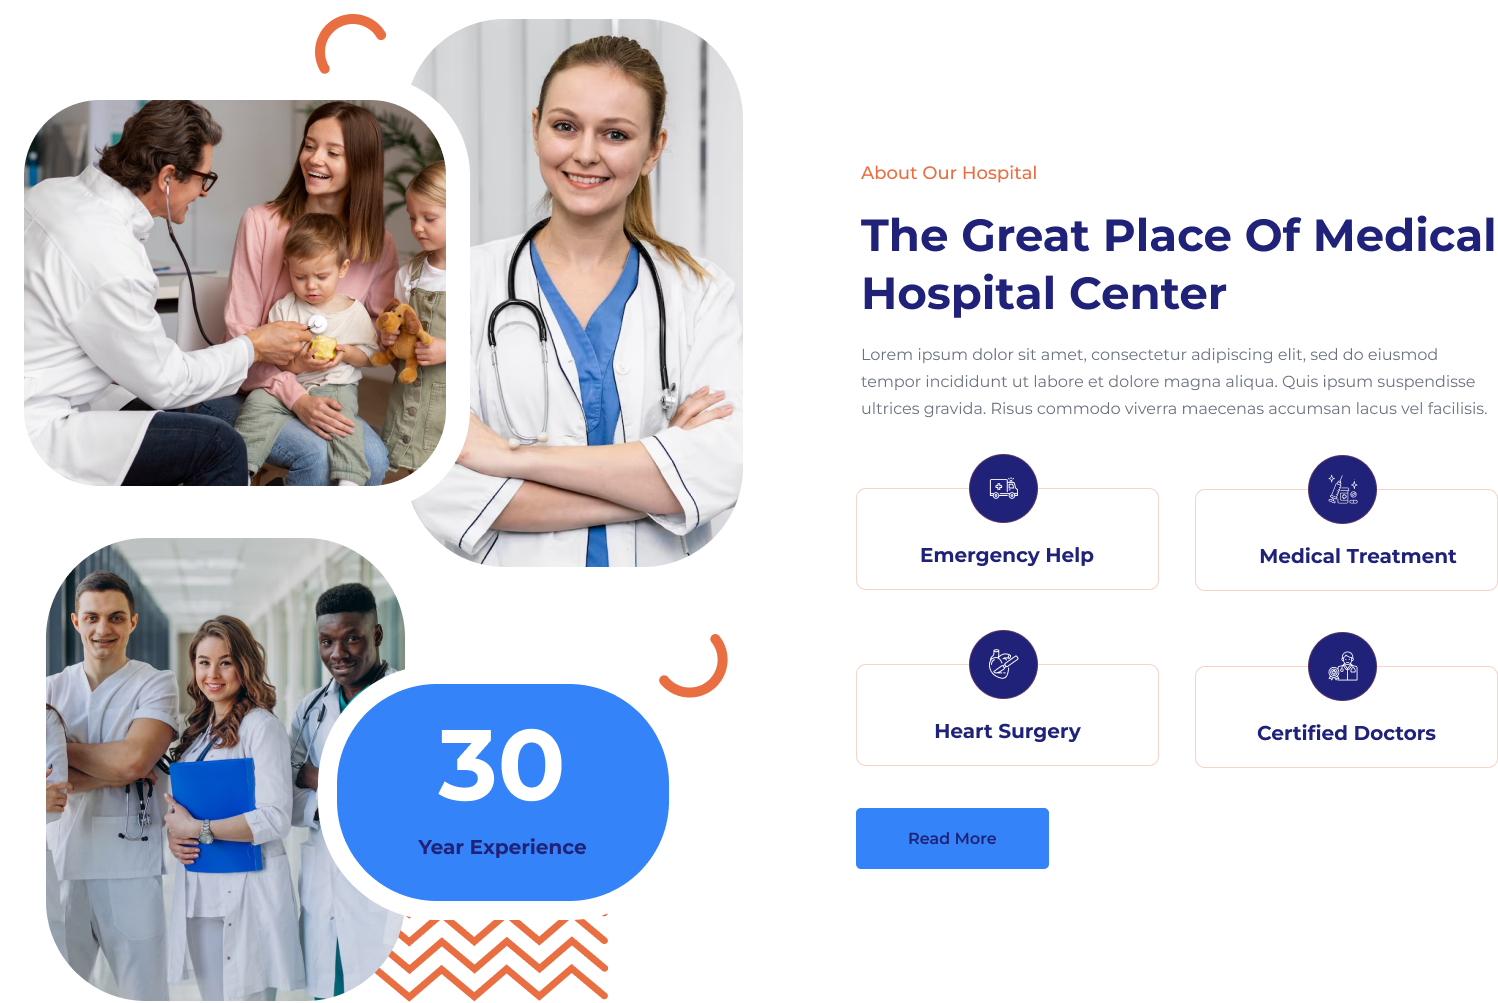 About Our Hospital
The Great Place Of Medical
Hospital Center
Lorem ipsum dolor sit amet, consectetur adipiscing elit, sed do eiusmod
tempor incididunt ut labore et dolore magna aliqua. Quis ipsum suspendisse
ultrices gravida. Risus commodo viverra maecenas accumsan lacus vel facilisis.
Emergency Help
Medical Treatment
Heart Surgery
Certified Doctors
30
Year Experience
Read More